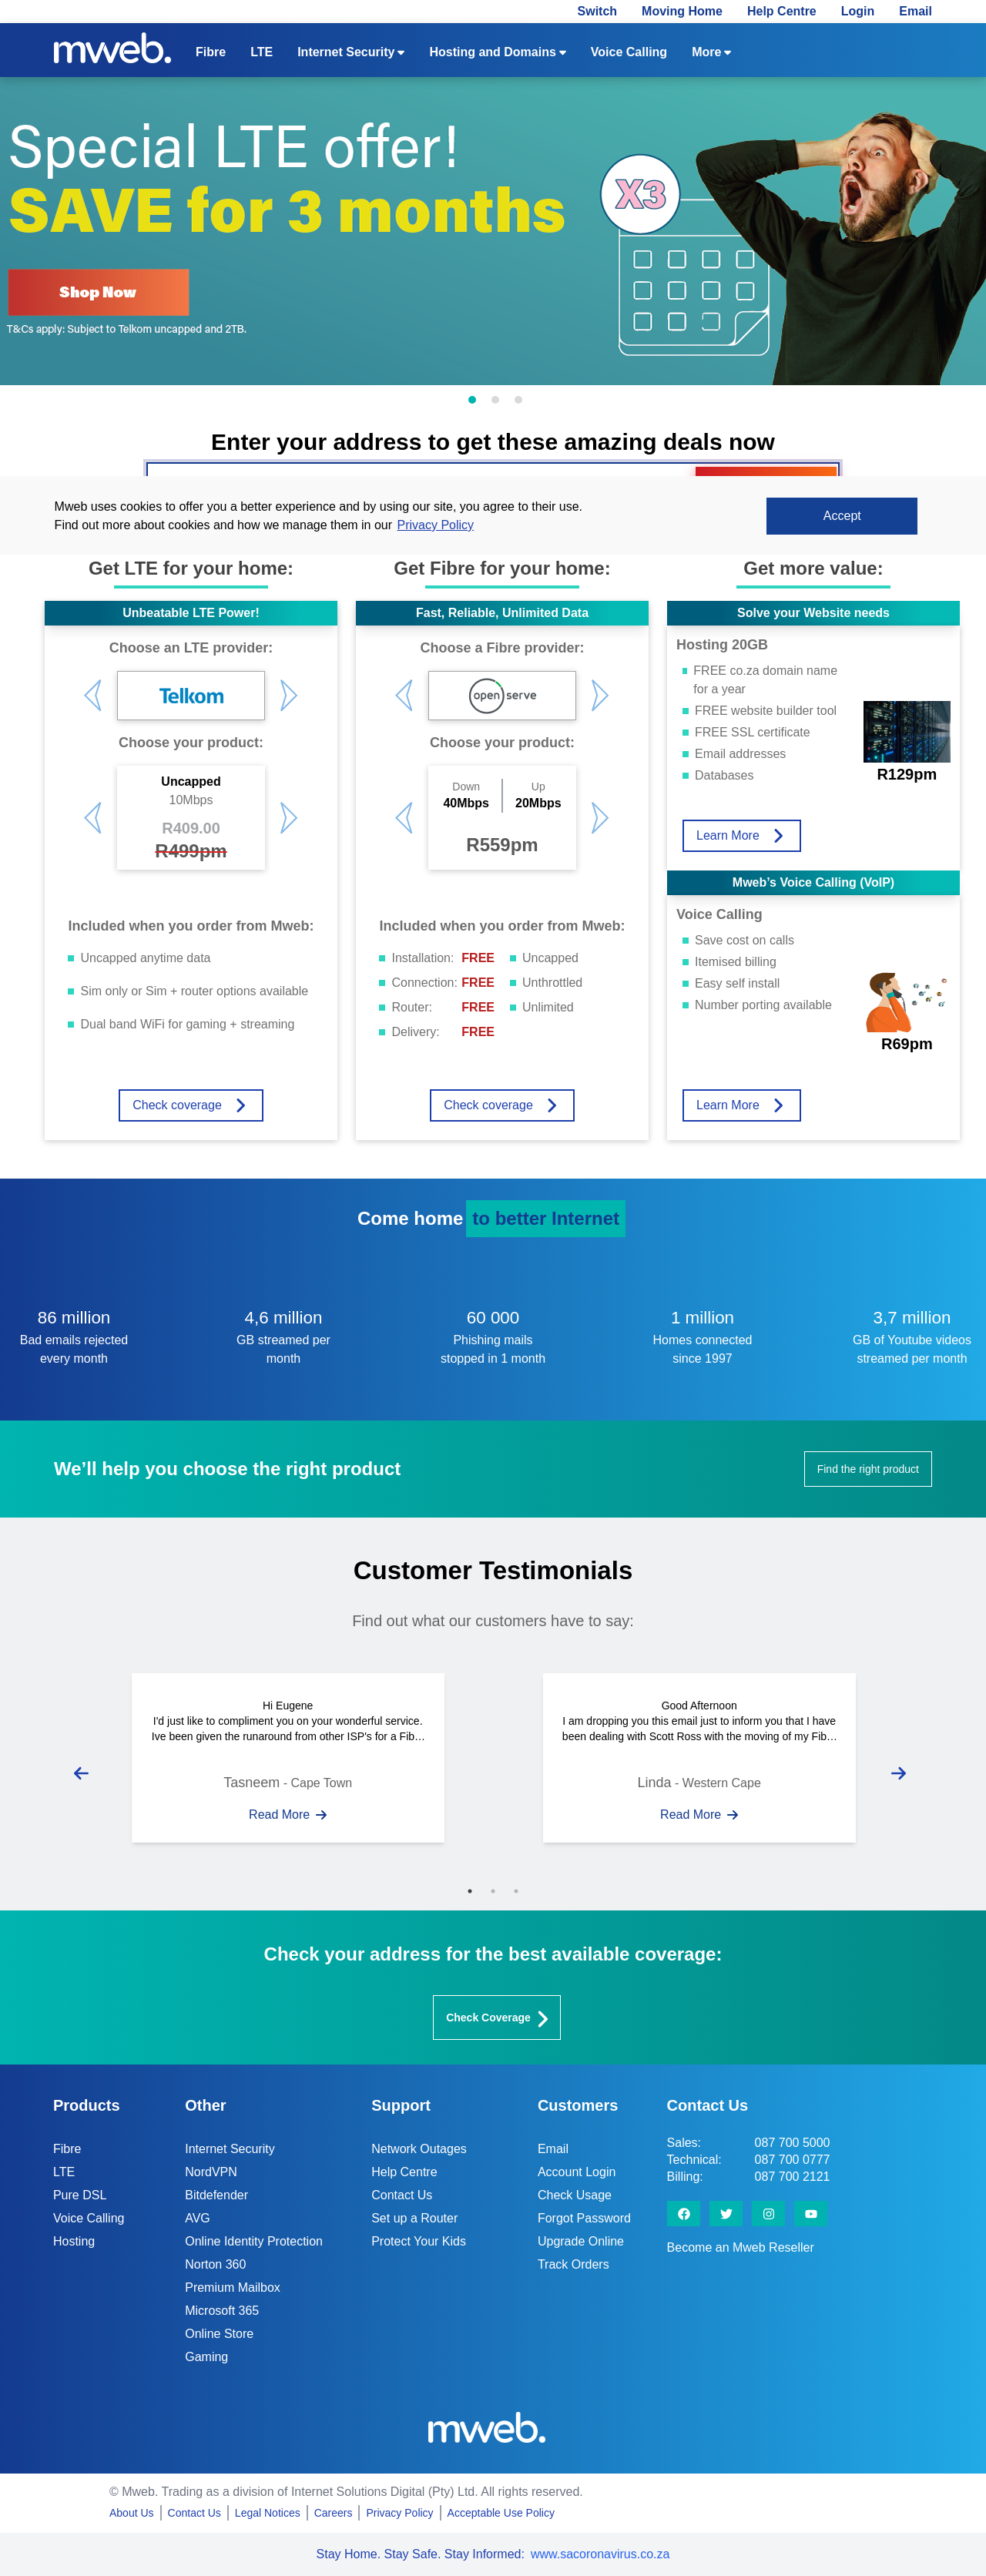 Switch Moving Home Help Centre Login Email
mweb. Fibre LTE Internet Security Hosting and Domains Voice Calling More
Special LTE offer!
SAVE for 3 months
X3
Shop Now
T&Cs apply: Subject to Telkom uncapped and 2TB.
Enter your address to get these amazing deals now
Mweb uses cookies to offer you a better experience and by using our site, you agree to their use.
Find out more about cookies and how we manage them in our Privacy Policy
Accept
Get LTE for your home:
Unbeatable LTE Power!
Choose an LTE provider:
Telkom
Choose your product:
Uncapped
10Mbps
R409.00
R499pm
Included when you order from Mweb:
Uncapped anytime data
Sim only or Sim + router options available
Dual band WiFi for gaming + streaming
Check coverage
Get Fibre for your home:
Fast, Reliable, Unlimited Data
Choose a Fibre provider:
openserve
Choose your product:
Down Up
40Mbps 20Mbps
R559pm
Included when you order from Mweb:
Installation: FREE Uncapped
Connection: FREE Unthrottled
Router: FREE Unlimited
Delivery: FREE
Check coverage
Get more value:
Solve your Website needs
Hosting 20GB
FREE co.za domain name
for a year
FREE website builder tool
FREE SSL certificate
Email addresses
Databases
R129pm
Learn More
Mweb’s Voice Calling (VoIP)
Voice Calling
Save cost on calls
Itemised billing
Easy self install
Number porting available
R69pm
Learn More
Come home to better Internet
86 million
Bad emails rejected
every month
4,6 million
GB streamed per
month
60 000
Phishing mails
stopped in 1 month
1 million
Homes connected
since 1997
3,7 million
GB of Youtube videos
streamed per month
We’ll help you choose the right product
Find the right product
Customer Testimonials
Find out what our customers have to say:
Hi Eugene
I'd just like to compliment you on your wonderful service.
Ive been given the runaround from other ISP's for a Fib…
Tasneem - Cape Town
Read More
Good Afternoon
I am dropping you this email just to inform you that I have
been dealing with Scott Ross with the moving of my Fib…
Linda - Western Cape
Read More
Check your address for the best available coverage:
Check Coverage
Products
Fibre
LTE
Pure DSL
Voice Calling
Hosting
Other
Internet Security
NordVPN
Bitdefender
AVG
Online Identity Protection
Norton 360
Premium Mailbox
Microsoft 365
Online Store
Gaming
Support
Network Outages
Help Centre
Contact Us
Set up a Router
Protect Your Kids
Customers
Email
Account Login
Check Usage
Forgot Password
Upgrade Online
Track Orders
Contact Us
Sales: 087 700 5000
Technical: 087 700 0777
Billing: 087 700 2121
Become an Mweb Reseller
mweb.
© Mweb. Trading as a division of Internet Solutions Digital (Pty) Ltd. All rights reserved.
About Us Contact Us Legal Notices Careers Privacy Policy Acceptable Use Policy
Stay Home. Stay Safe. Stay Informed: www.sacoronavirus.co.za